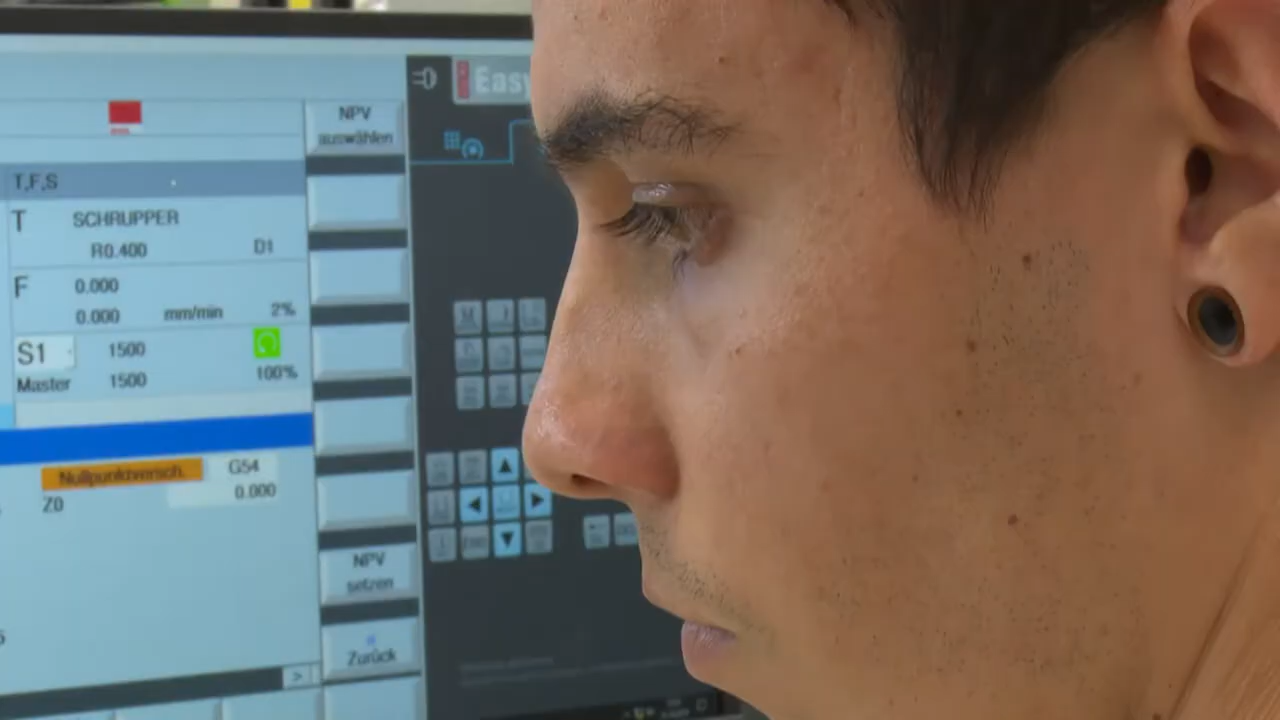 NPV
auswählen
Easy
T,F,S
T SCHRUPPER
R0.400 D1
F 0.000
0.000 mm/min 2%
S1 1500
Master 1500 100%
Nullpunktversch. G54
Z0 0.000
NPV
setzen
Zurück
>